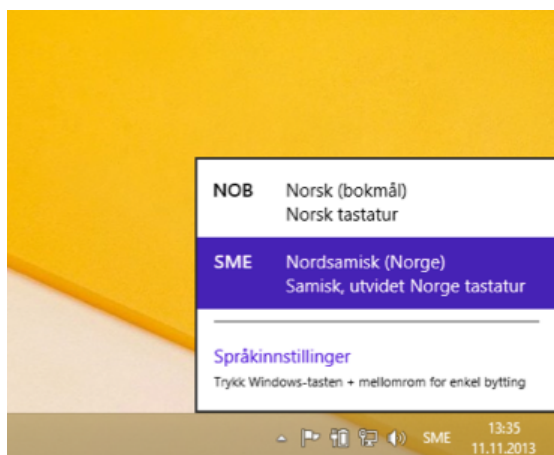 NOB Norsk (bokmål)
Norsk tastatur
SME Nordsamisk (Norge)
Samisk, utvidet Norge tastatur
Språkinnstillinger
Trykk Windows-tasten + mellomrom for enkel bytting
SME 13:35
11.11.2013